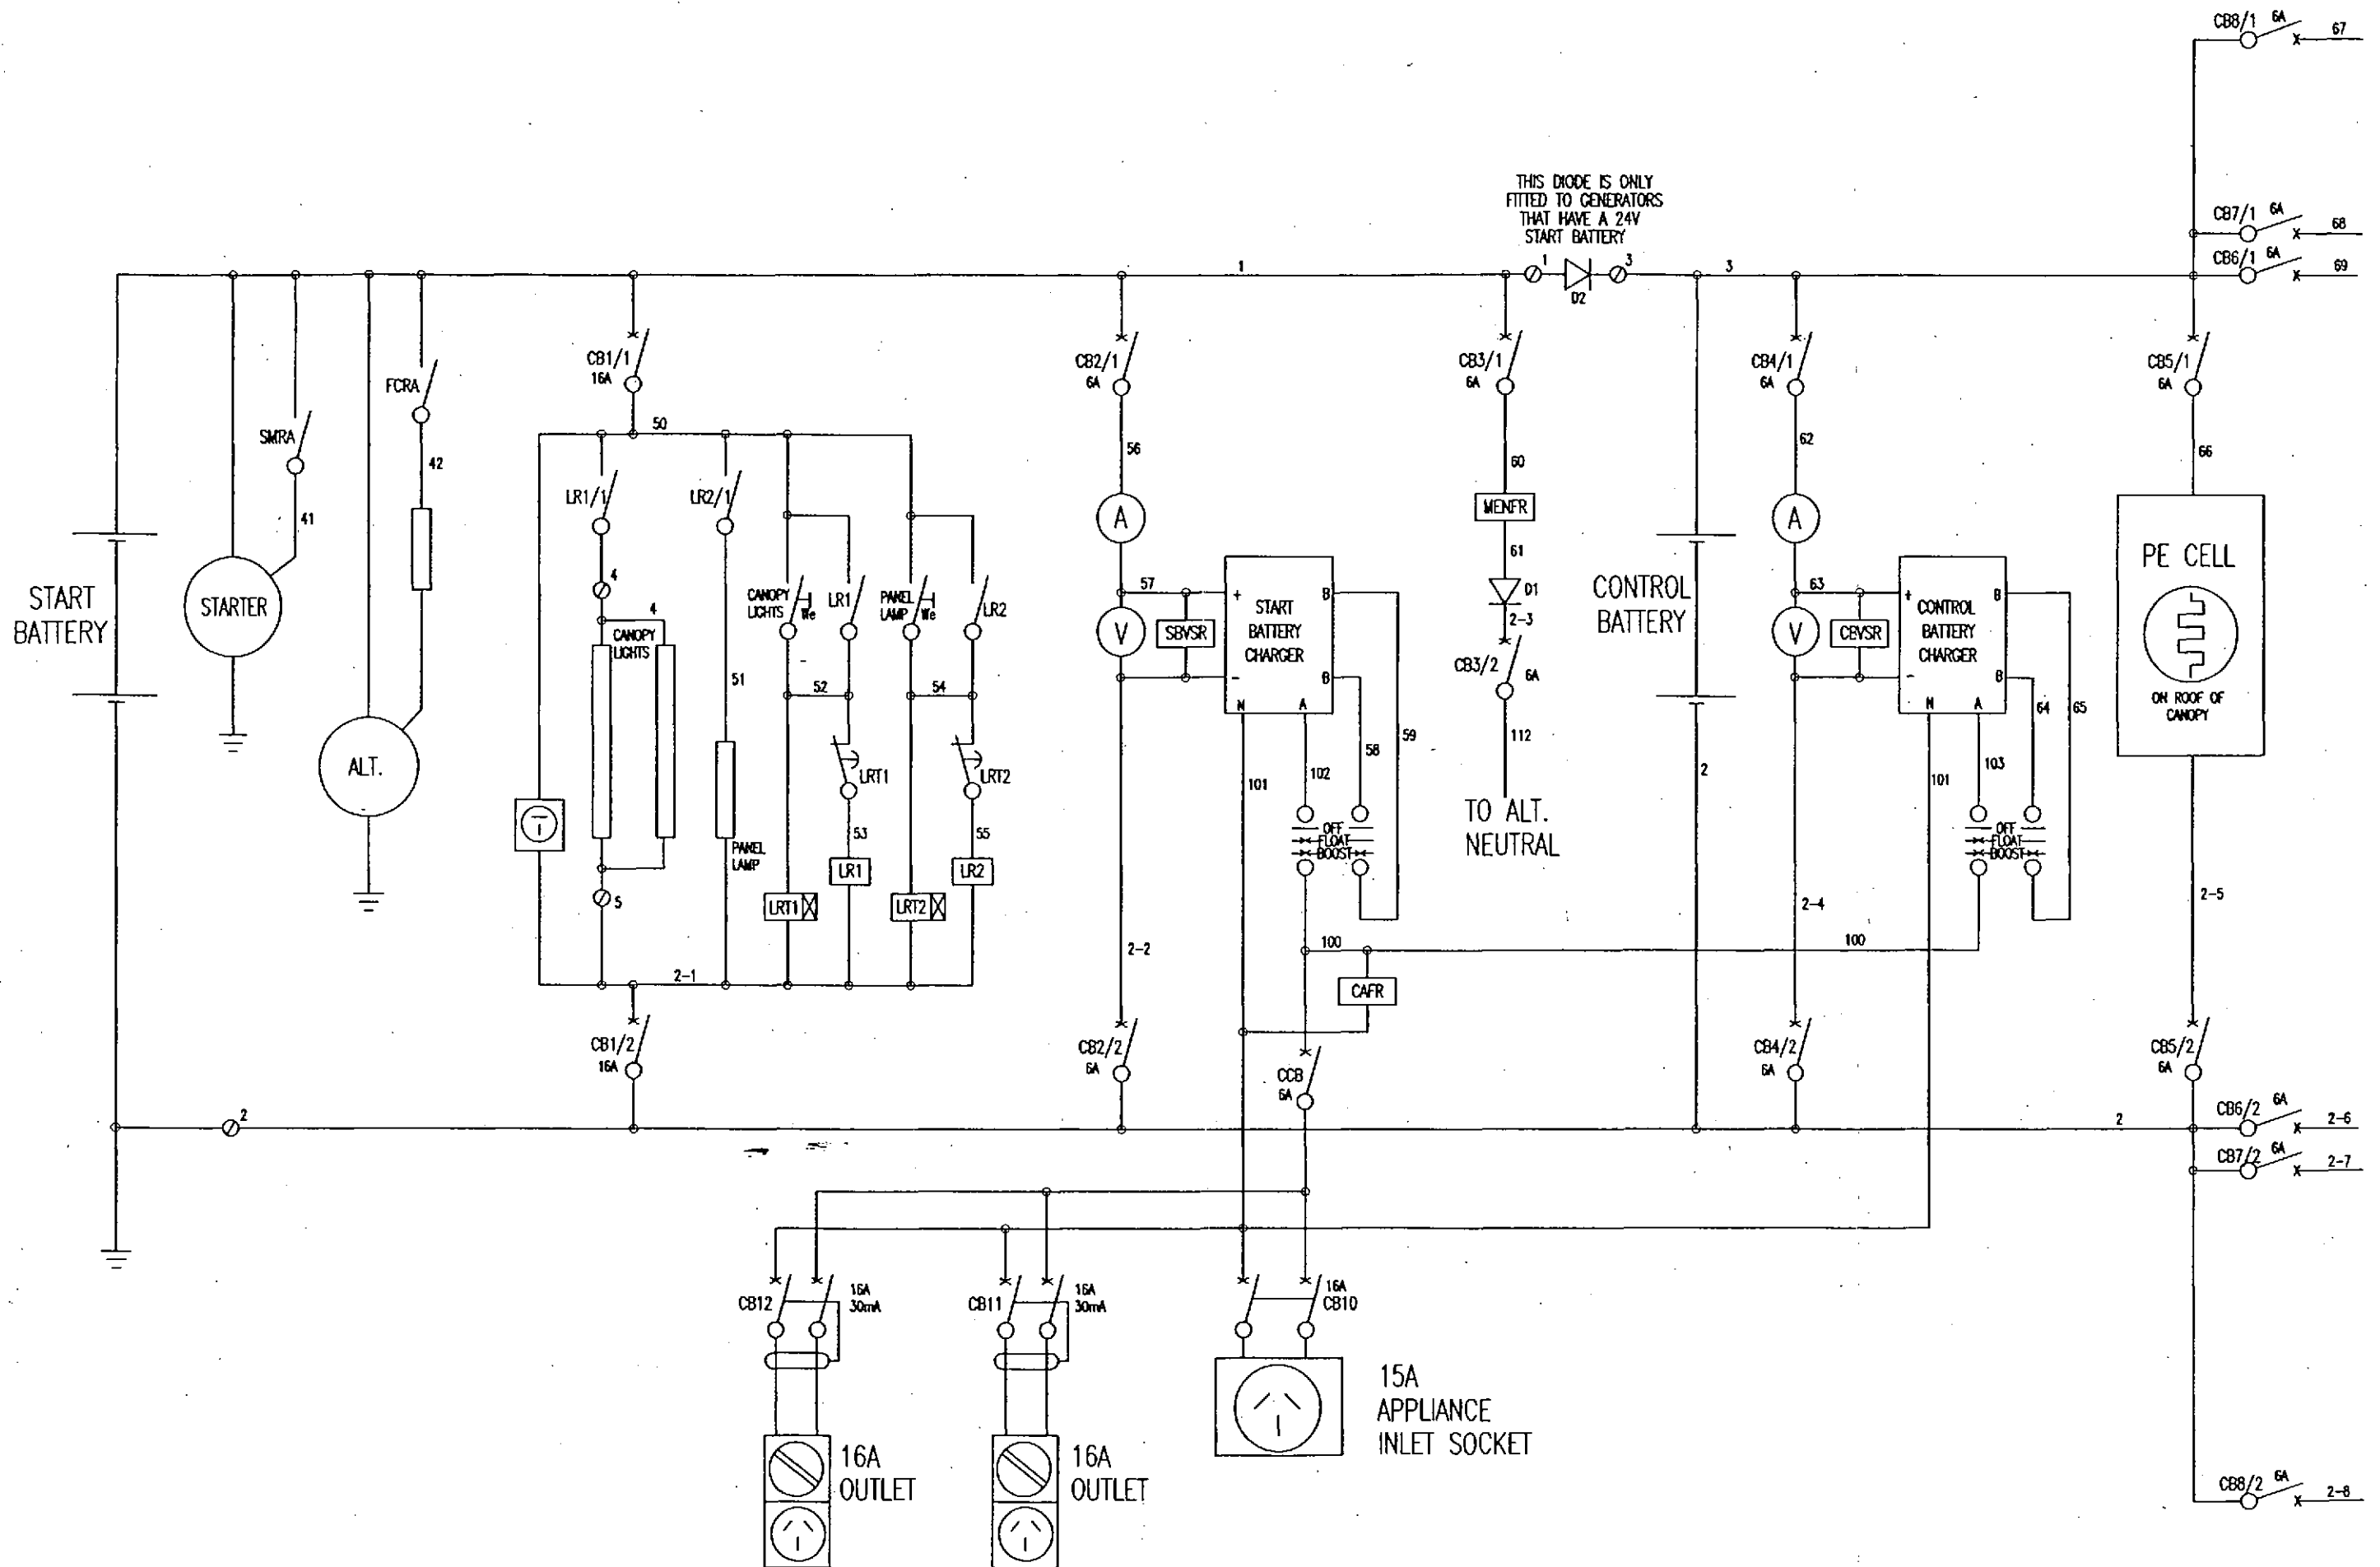 CB8/1 6A
67
THIS DIODE IS ONLY
FITTED TO GENERATORS
THAT HAVE A 24V
START BATTERY
CB7/1 6A
68
CB6/1 6A
69
1
1
3
3
D2
CB1/1
16A
CB2/1
6A
CB3/1
6A
CB4/1
6A
CB5/1
6A
FCRA
SMRA
42
41
50
56
60
62
66
LR1/1
LR2/1
A
MENFR
A
START
BATTERY
STARTER
ALT.
4
4
CANOPY
LIGHTS
CANOPY
LIGHTS
We
LR1
PANEL
LAMP
We
LR2
51
52
54
57
V
SBVSR
+
START
BATTERY
CHARGER
-
B
B
N
A
61
D1
2-3
CB3/2
6A
112
TO ALT.
NEUTRAL
CONTROL
BATTERY
63
V
CBVSR
+
CONTROL
BATTERY
CHARGER
-
B
B
N
A
PE CELL
ON ROOF OF
CANOPY
LRT1
LRT2
53
55
PANEL
LAMP
LR1
LR2
LRT1
LRT2
5
101
102
58
59
OFF
FLOAT
BOOST
2
101
103
64
65
OFF
FLOAT
BOOST
2-4
2-5
2-1
2-2
100
100
CAFR
CB1/2
16A
CB2/2
6A
CCB
6A
CB4/2
6A
CB5/2
6A
2
2
CB6/2 6A
2-6
CB7/2 6A
2-7
CB12
16A
30mA
CB11
16A
30mA
16A
CB10
15A
APPLIANCE
INLET SOCKET
16A
OUTLET
16A
OUTLET
CB8/2 6A
2-8